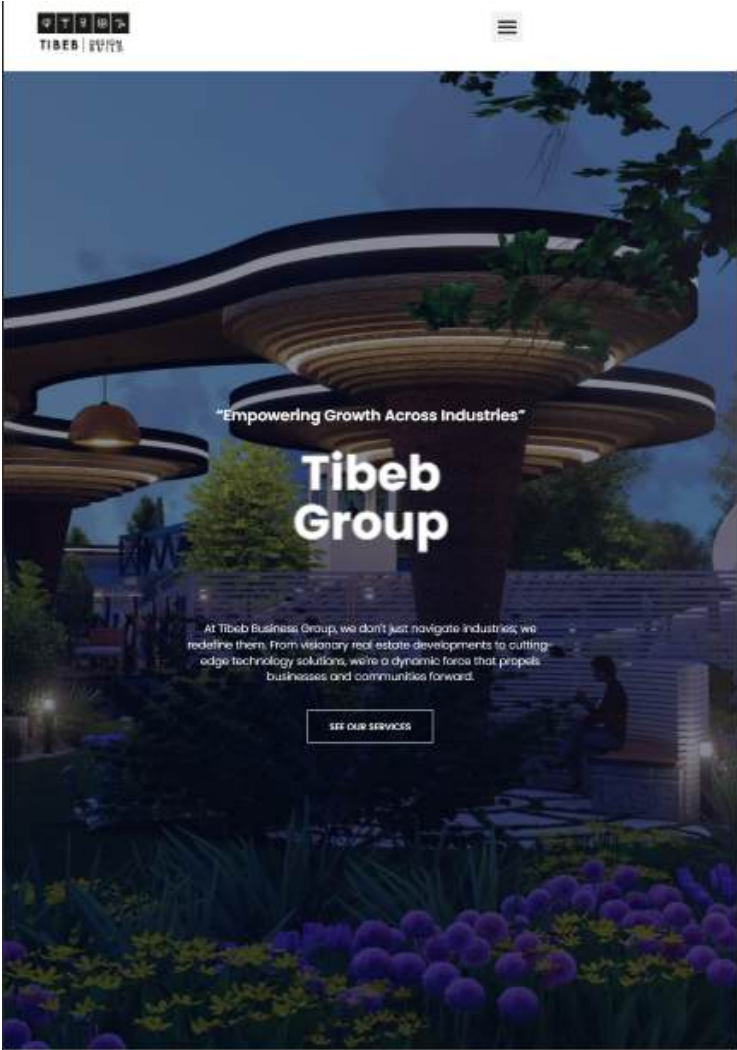 TIBEB | DESIGN BUILD
“Empowering Growth Across Industries”
Tibeb
Group
At Tibeb Business Group, we don't just navigate industries; we
redefine them. From visionary real estate developments to cutting-
edge technology solutions, we're a dynamic force that propels
businesses and communities forward.
SEE OUR SERVICES